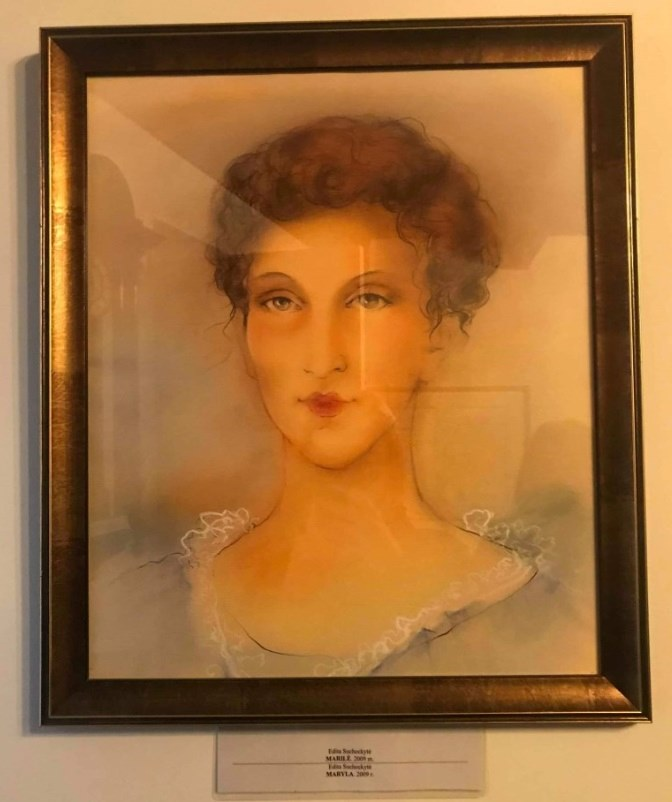 Edita Suchockytė
MARILĖ. 2009 m.
Edita Suchockytė
MARYLA. 2009 r.